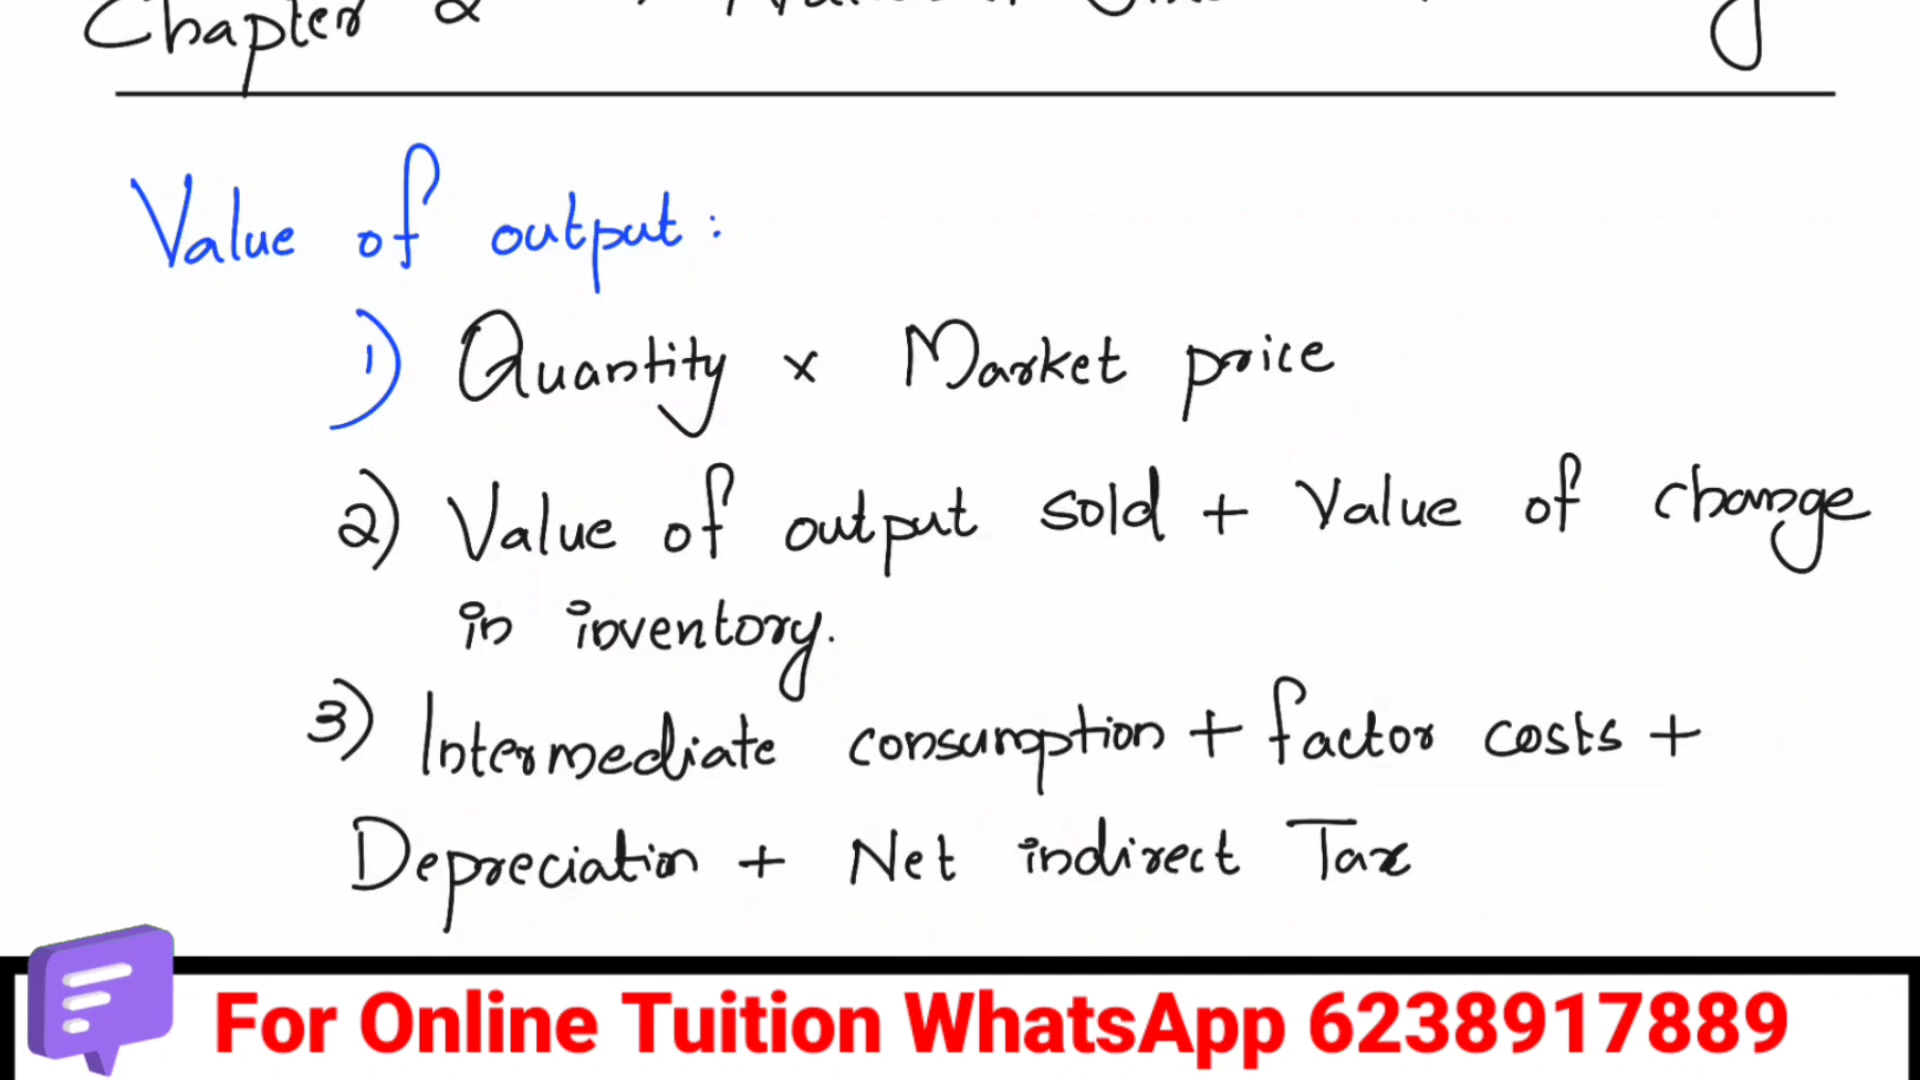 Chapter 2
Value of output:
1) Quantity x Market price
2) Value of output sold + Value of change
in inventory.
3) Intermediate consumption + factor costs +
Depreciation + Net indirect Tax
For Online Tuition WhatsApp 6238917889